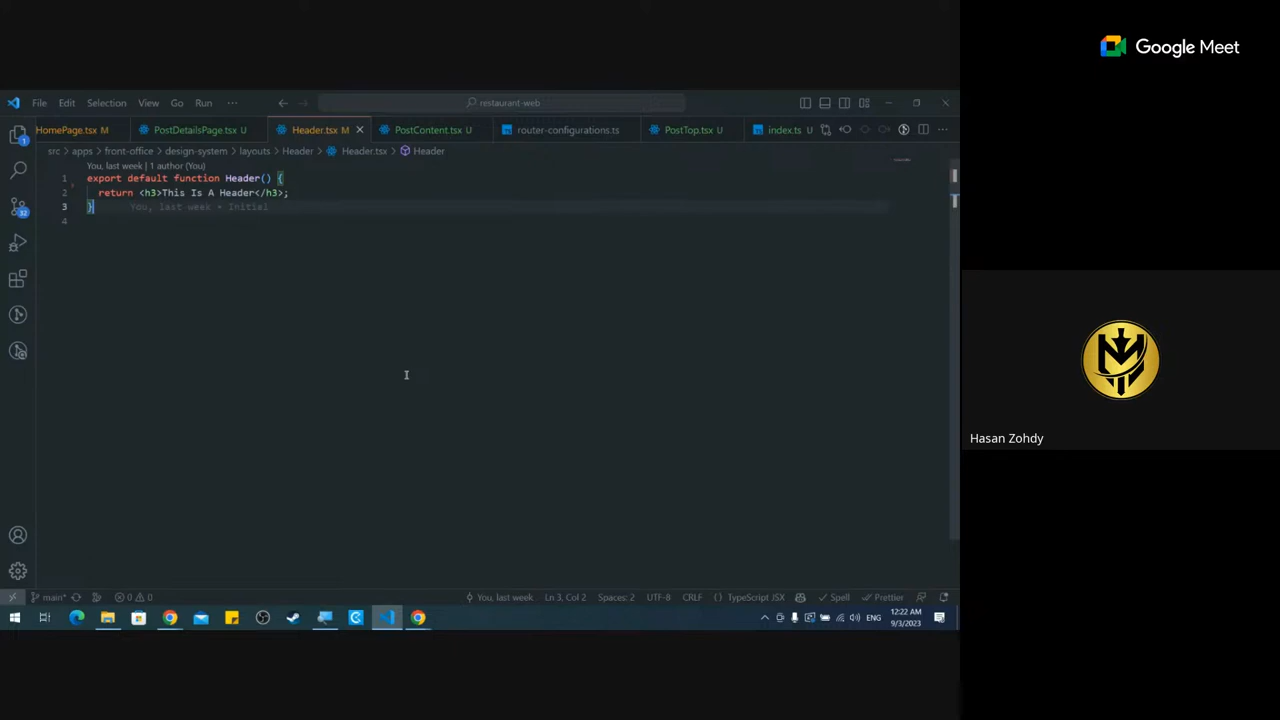 Google Meet
File Edit Selection View Go Run ··· restaurant-web
HomePage.tsx M PostDetailsPage.tsx U Header.tsx M PostContent.tsx U router-configurations.ts PostTop.tsx U index.ts U
src > apps > front-office > design-system > layouts > Header > Header.tsx > Header
You, last week | 1 author (You)
1 export default function Header() {
2 return <h3>This Is A Header</h3>;
3 } You, last week • Initial
4
1
32
Hasan Zohdy
main* 0 0 You, last week Ln 3, Col 2 Spaces: 2 UTF-8 CRLF {} TypeScript JSX Spell Prettier
ENG 12:22 AM
9/3/2023